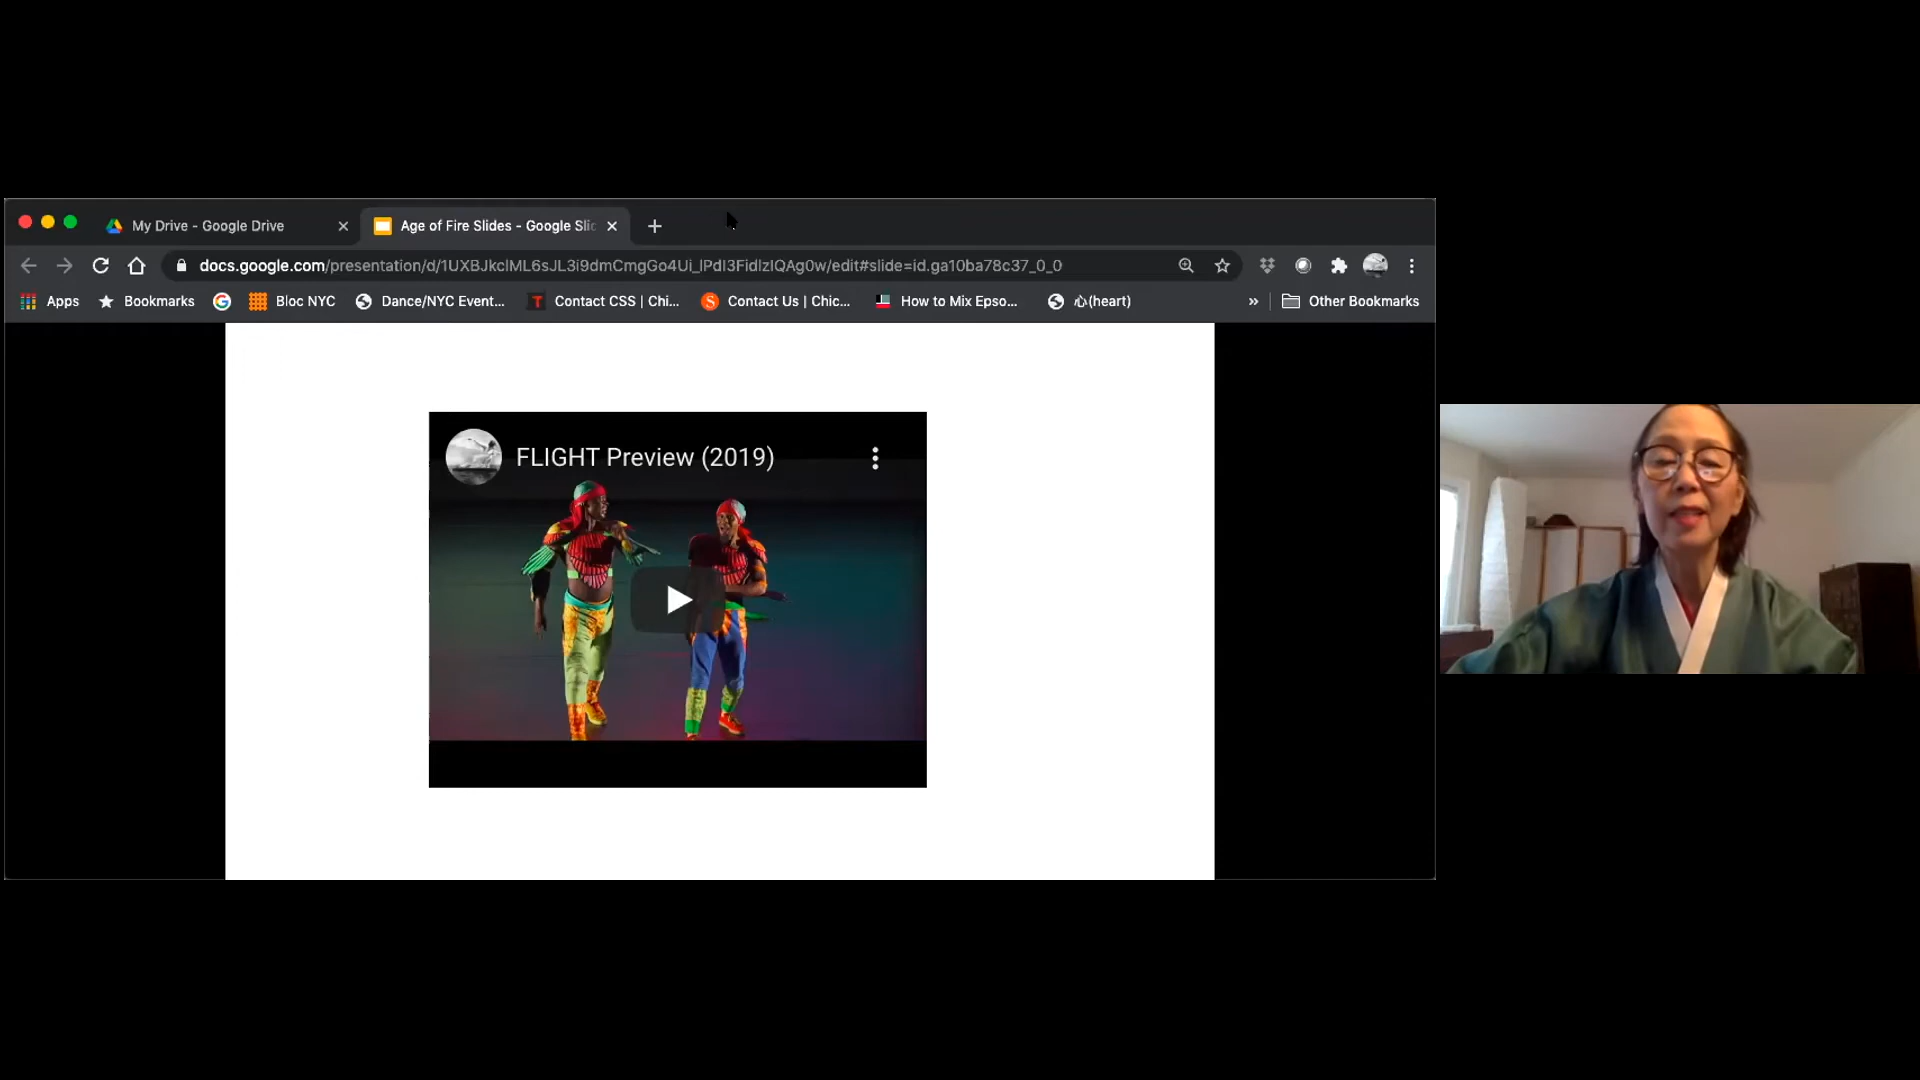 My Drive - Google Drive
Age of Fire Slides - Google Slic
docs.google.com/presentation/d/1UXBJkclML6sJL3i9dmCmgGo4Ui_lPdI3FidlzlQAg0w/edit#slide=id.ga10ba78c37_0_0
Apps
Bookmarks
Bloc NYC
Dance/NYC Event...
Contact CSS | Chi...
Contact Us | Chic...
How to Mix Epso...
心(heart)
»
Other Bookmarks
FLIGHT Preview (2019)